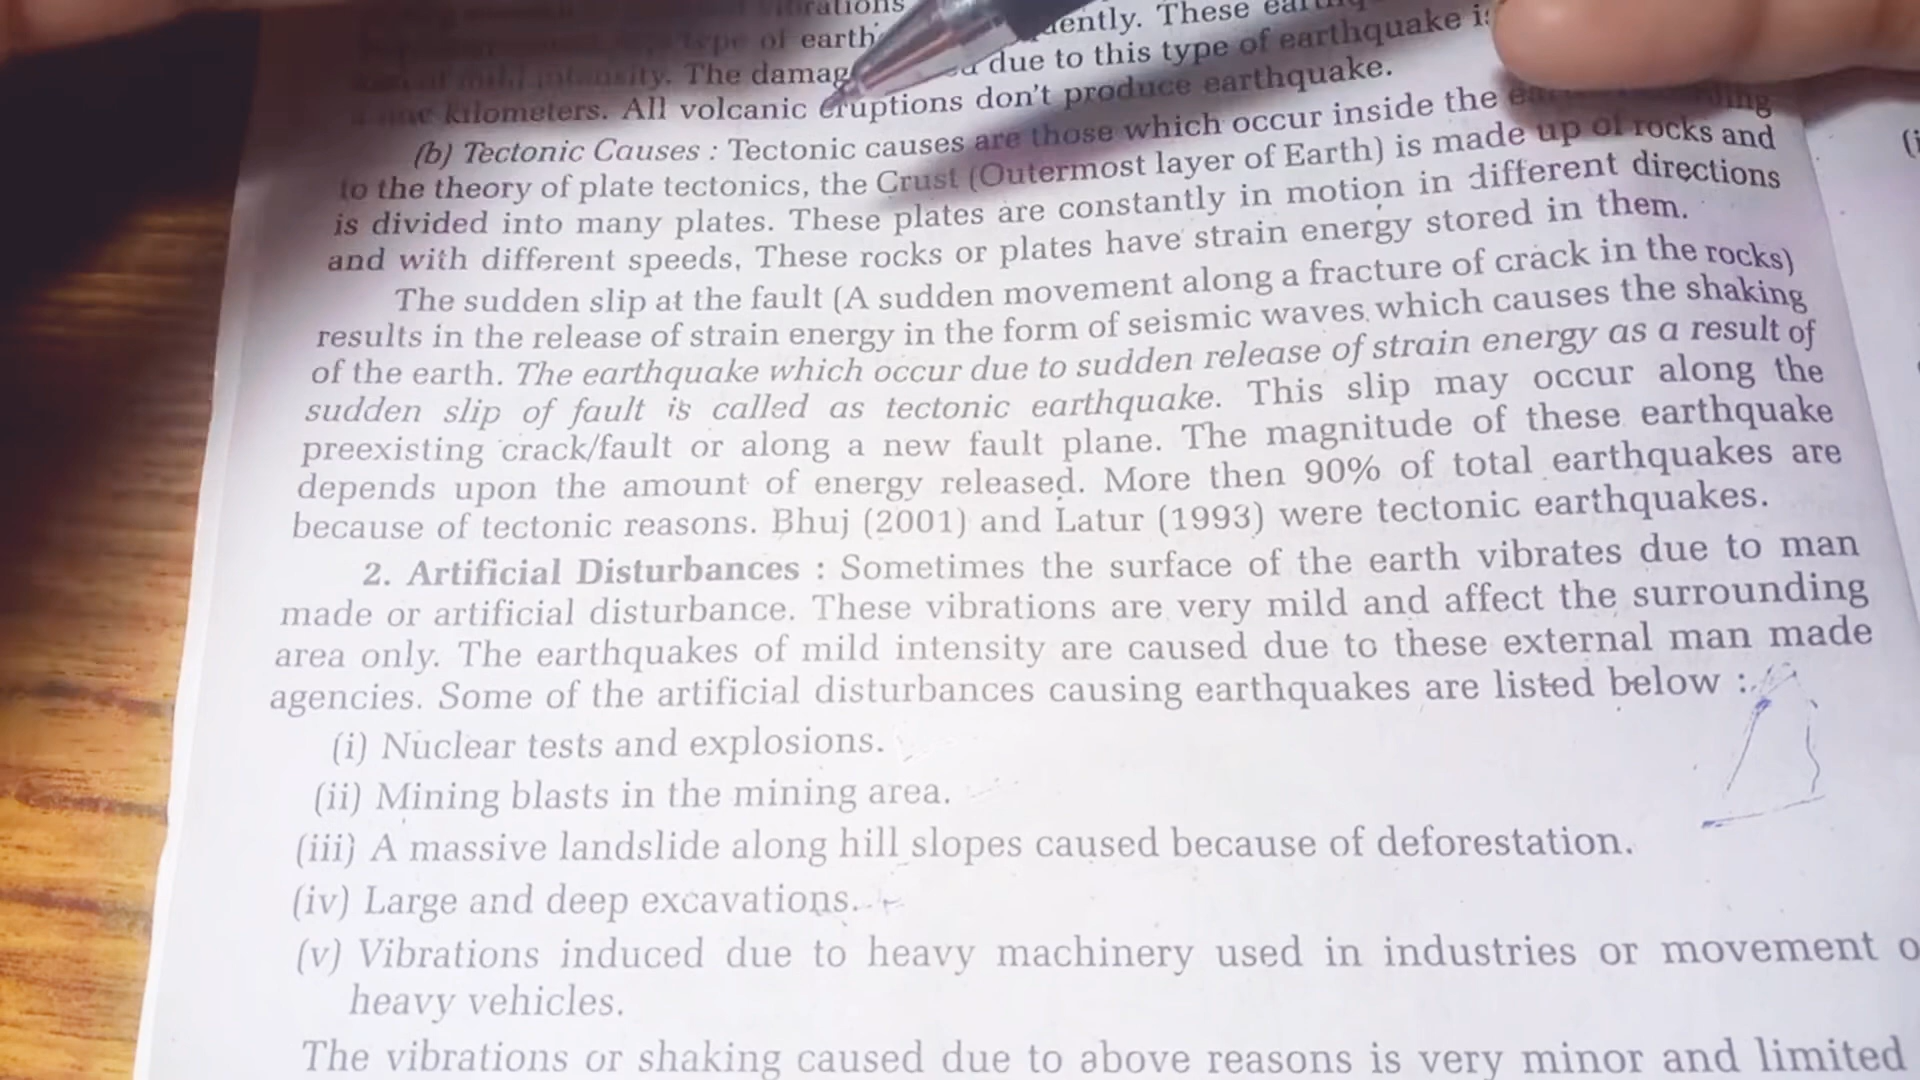 rations
type of earth ently. These
intensity. The damag due to this type of earthquake
kilometers. All volcanic eruptions don't produce earthquake.
(b) Tectonic Causes : Tectonic causes are those which occur inside the
to the theory of plate tectonics, the Crust (Outermost layer of Earth) is made up of rocks and
is divided into many plates. These plates are constantly in motion in different directions
and with different speeds, These rocks or plates have strain energy stored in them.
The sudden slip at the fault (A sudden movement along a fracture of crack in the rocks)
results in the release of strain energy in the form of seismic waves which causes the shaking
of the earth. The earthquake which occur due to sudden release of strain energy as a result of
sudden slip of fault is called as tectonic earthquake. This slip may occur along the
preexisting crack/fault or along a new fault plane. The magnitude of these earthquake
depends upon the amount of energy released. More then 90% of total earthquakes are
because of tectonic reasons. Bhuj (2001) and Latur (1993) were tectonic earthquakes.
2. Artificial Disturbances : Sometimes the surface of the earth vibrates due to man
made or artificial disturbance. These vibrations are very mild and affect the surrounding
area only. The earthquakes of mild intensity are caused due to these external man made
agencies. Some of the artificial disturbances causing earthquakes are listed below :
(i) Nuclear tests and explosions.
(ii) Mining blasts in the mining area.
(iii) A massive landslide along hill slopes caused because of deforestation.
(iv) Large and deep excavations.
(v) Vibrations induced due to heavy machinery used in industries or movement
heavy vehicles.
The vibrations or shaking caused due to above reasons is very minor and limited